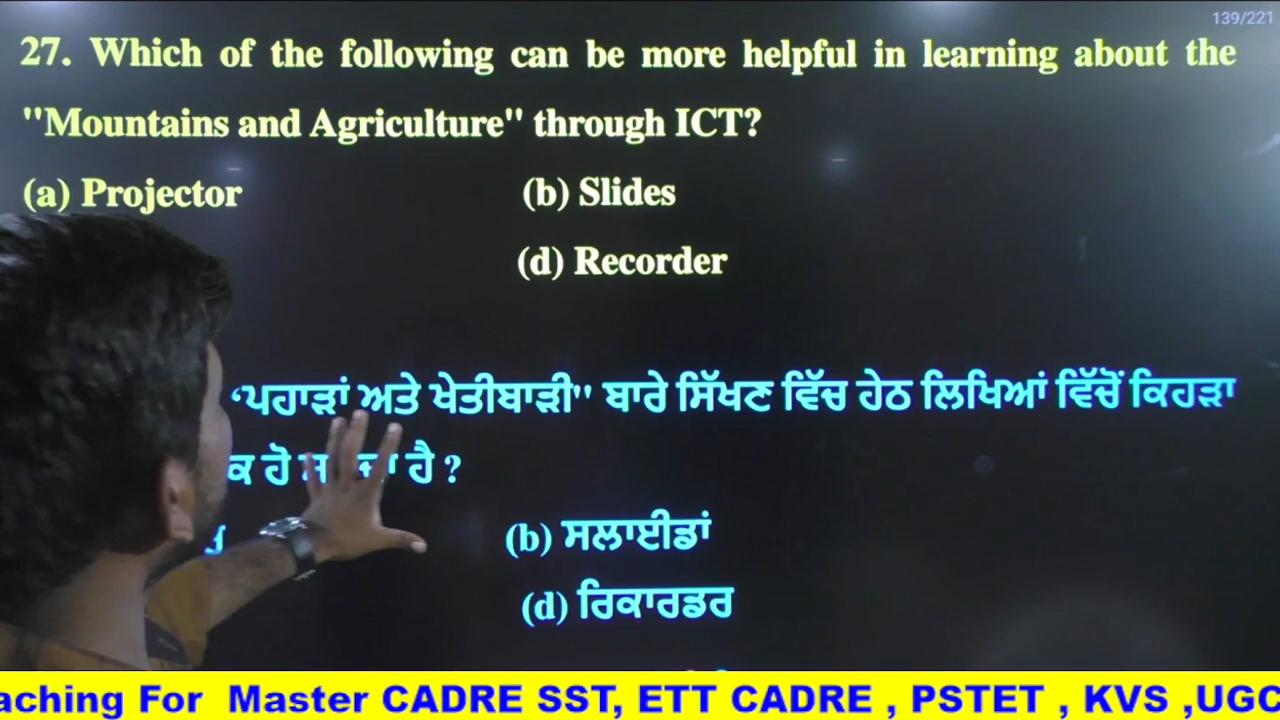 139/221
27. Which of the following can be more helpful in learning about the
"Mountains and Agriculture" through ICT?
(a) Projector (b) Slides
(d) Recorder
‘ਪਹਾੜਾਂ ਅਤੇ ਖੇਤੀਬਾੜੀ" ਬਾਰੇ ਸਿੱਖਣ ਵਿੱਚ ਹੇਠ ਲਿਖਿਆਂ ਵਿੱਚੋਂ ਕਿਹੜਾ
ਹੋ ਹੈ ?
(b) ਸਲਾਈਡਾਂ
(d) ਰਿਕਾਰਡਰ
aching For Master CADRE SST, ETT CADRE , PSTET , KVS ,UGC